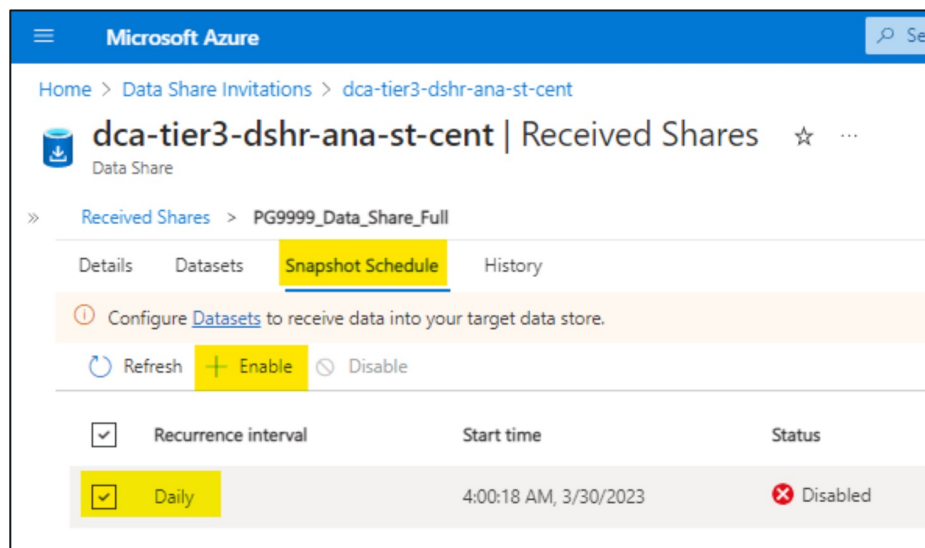 Microsoft Azure
Home > Data Share Invitations > dca-tier3-dshr-ana-st-cent
dca-tier3-dshr-ana-st-cent | Received Shares
Data Share
Received Shares > PG9999_Data_Share_Full
Details Datasets Snapshot Schedule History
Configure Datasets to receive data into your target data store.
Refresh Enable Disable
Recurrence interval Start time Status
Daily 4:00:18 AM, 3/30/2023 Disabled